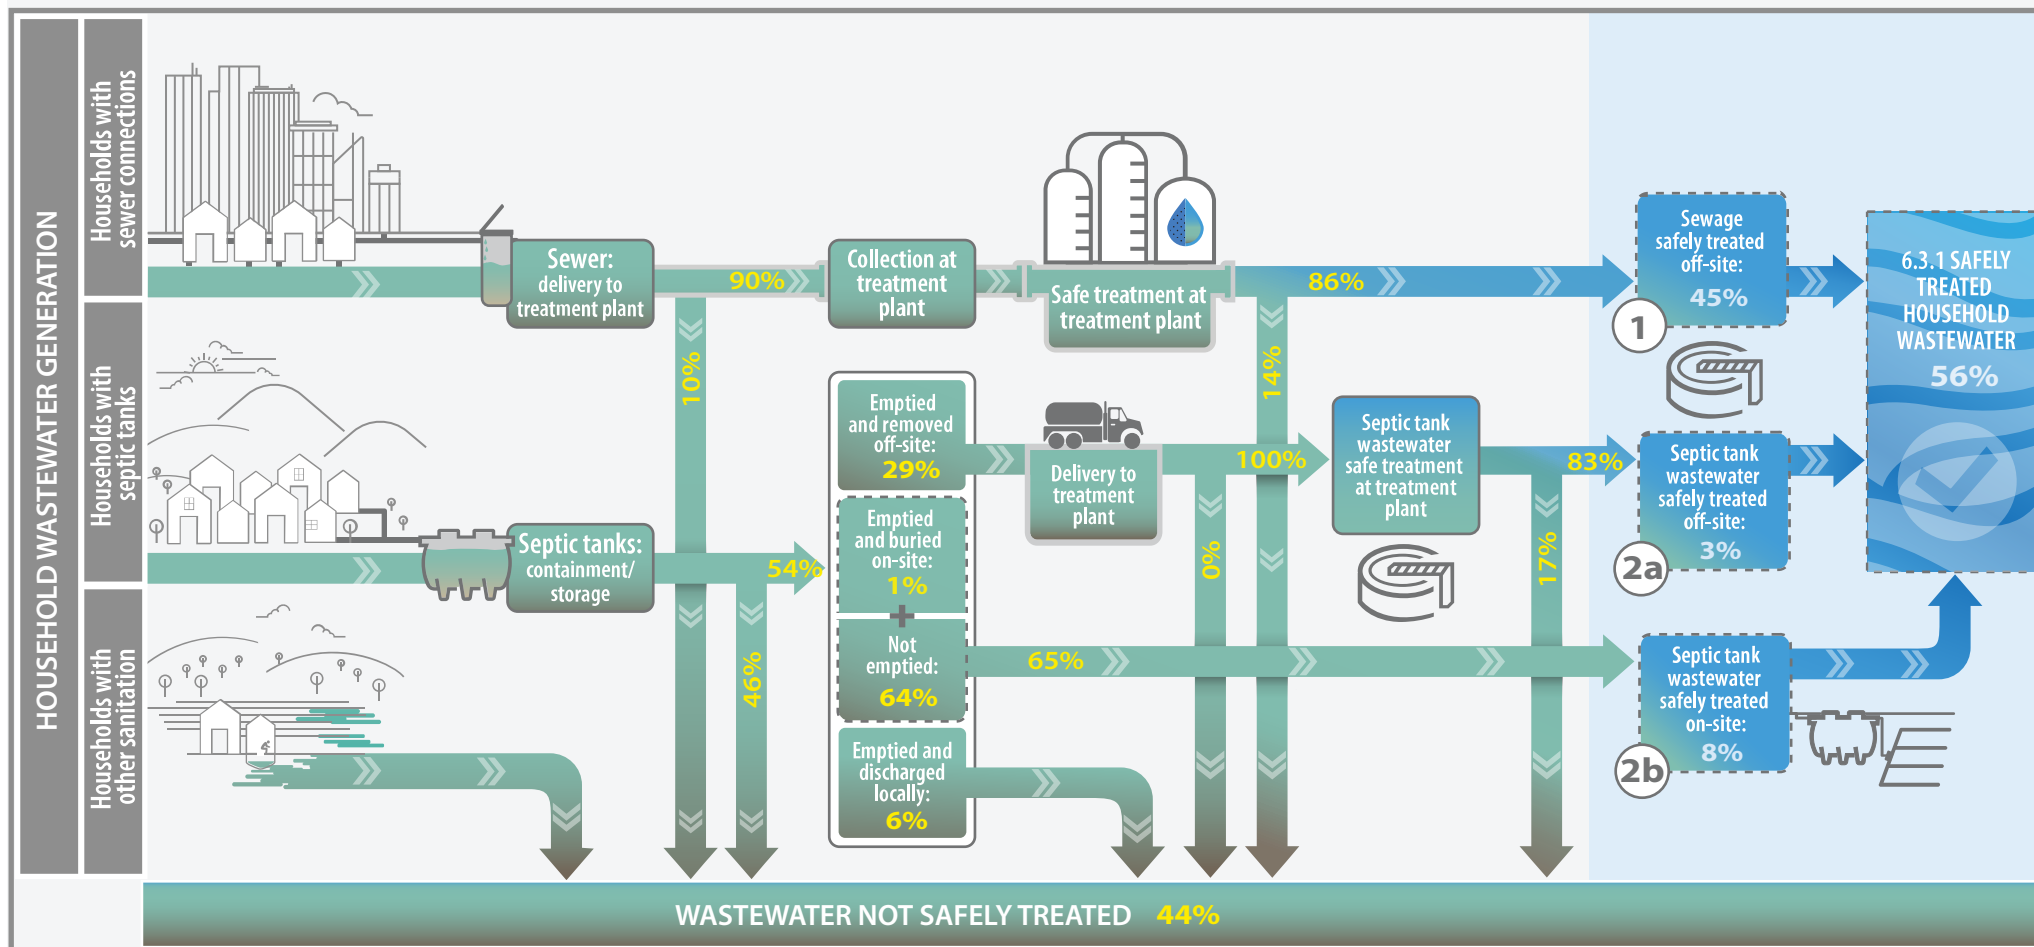 HOUSEHOLD WASTEWATER GENERATION
Households with
sewer connections
Households with
septic tanks
Households with
other sanitation
Sewer:
delivery to
treatment plant
90%
10%
Collection at
treatment
plant
Safe treatment at
treatment plant
86%
14%
Sewage
safely treated
off-site:
45%
1
6.3.1 SAFELY
TREATED
HOUSEHOLD
WASTEWATER
56%
Septic tanks:
containment/
storage
54%
46%
Emptied
and removed
off-site:
29%
Emptied
and buried
on-site:
1%
+
Not
emptied:
64%
Emptied and
discharged
locally:
6%
Delivery to
treatment
plant
100%
0%
Septic tank
wastewater
safe treatment
at treatment
plant
83%
17%
Septic tank
wastewater
safely treated
off-site:
3%
2a
65%
Septic tank
wastewater
safely treated
on-site:
8%
2b
WASTEWATER NOT SAFELY TREATED 44%